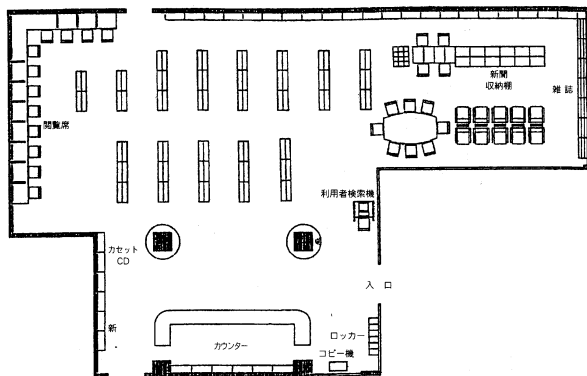 新聞
収納棚
雑誌
閲覧席
利用者検索機
カセット
CD
入口
新
ロッカー
カウンター
コピー機